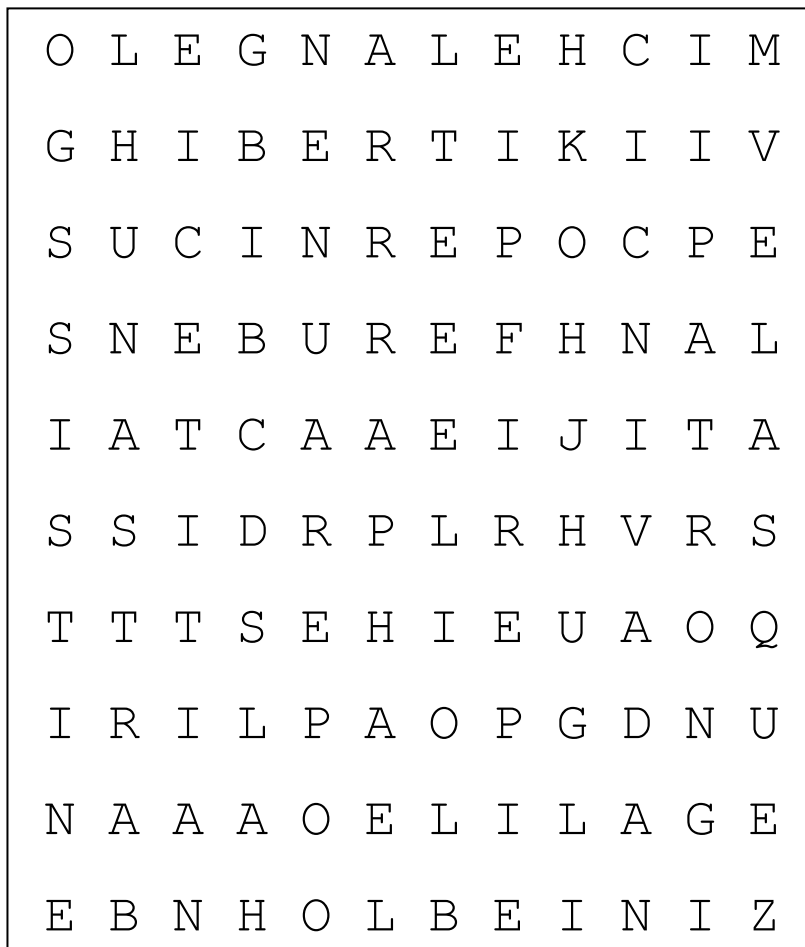 O L E G N A L E H C I M
G H I B E R T I K I I V
S U C I N R E P O C P E
S N E B U R E F H N A L
I A T C A A E I J I T A
S S I D R P L R H V R S
T T T S E H I E U A O Q
I R I L P A O P G D N U
N A A A O E L I L A G E
E B N H O L B E I N I Z